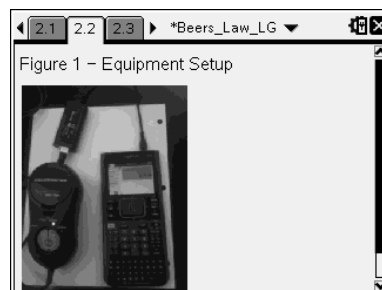 2.1 2.2 2.3 *Beers_Law_LG
Figure 1 – Equipment Setup